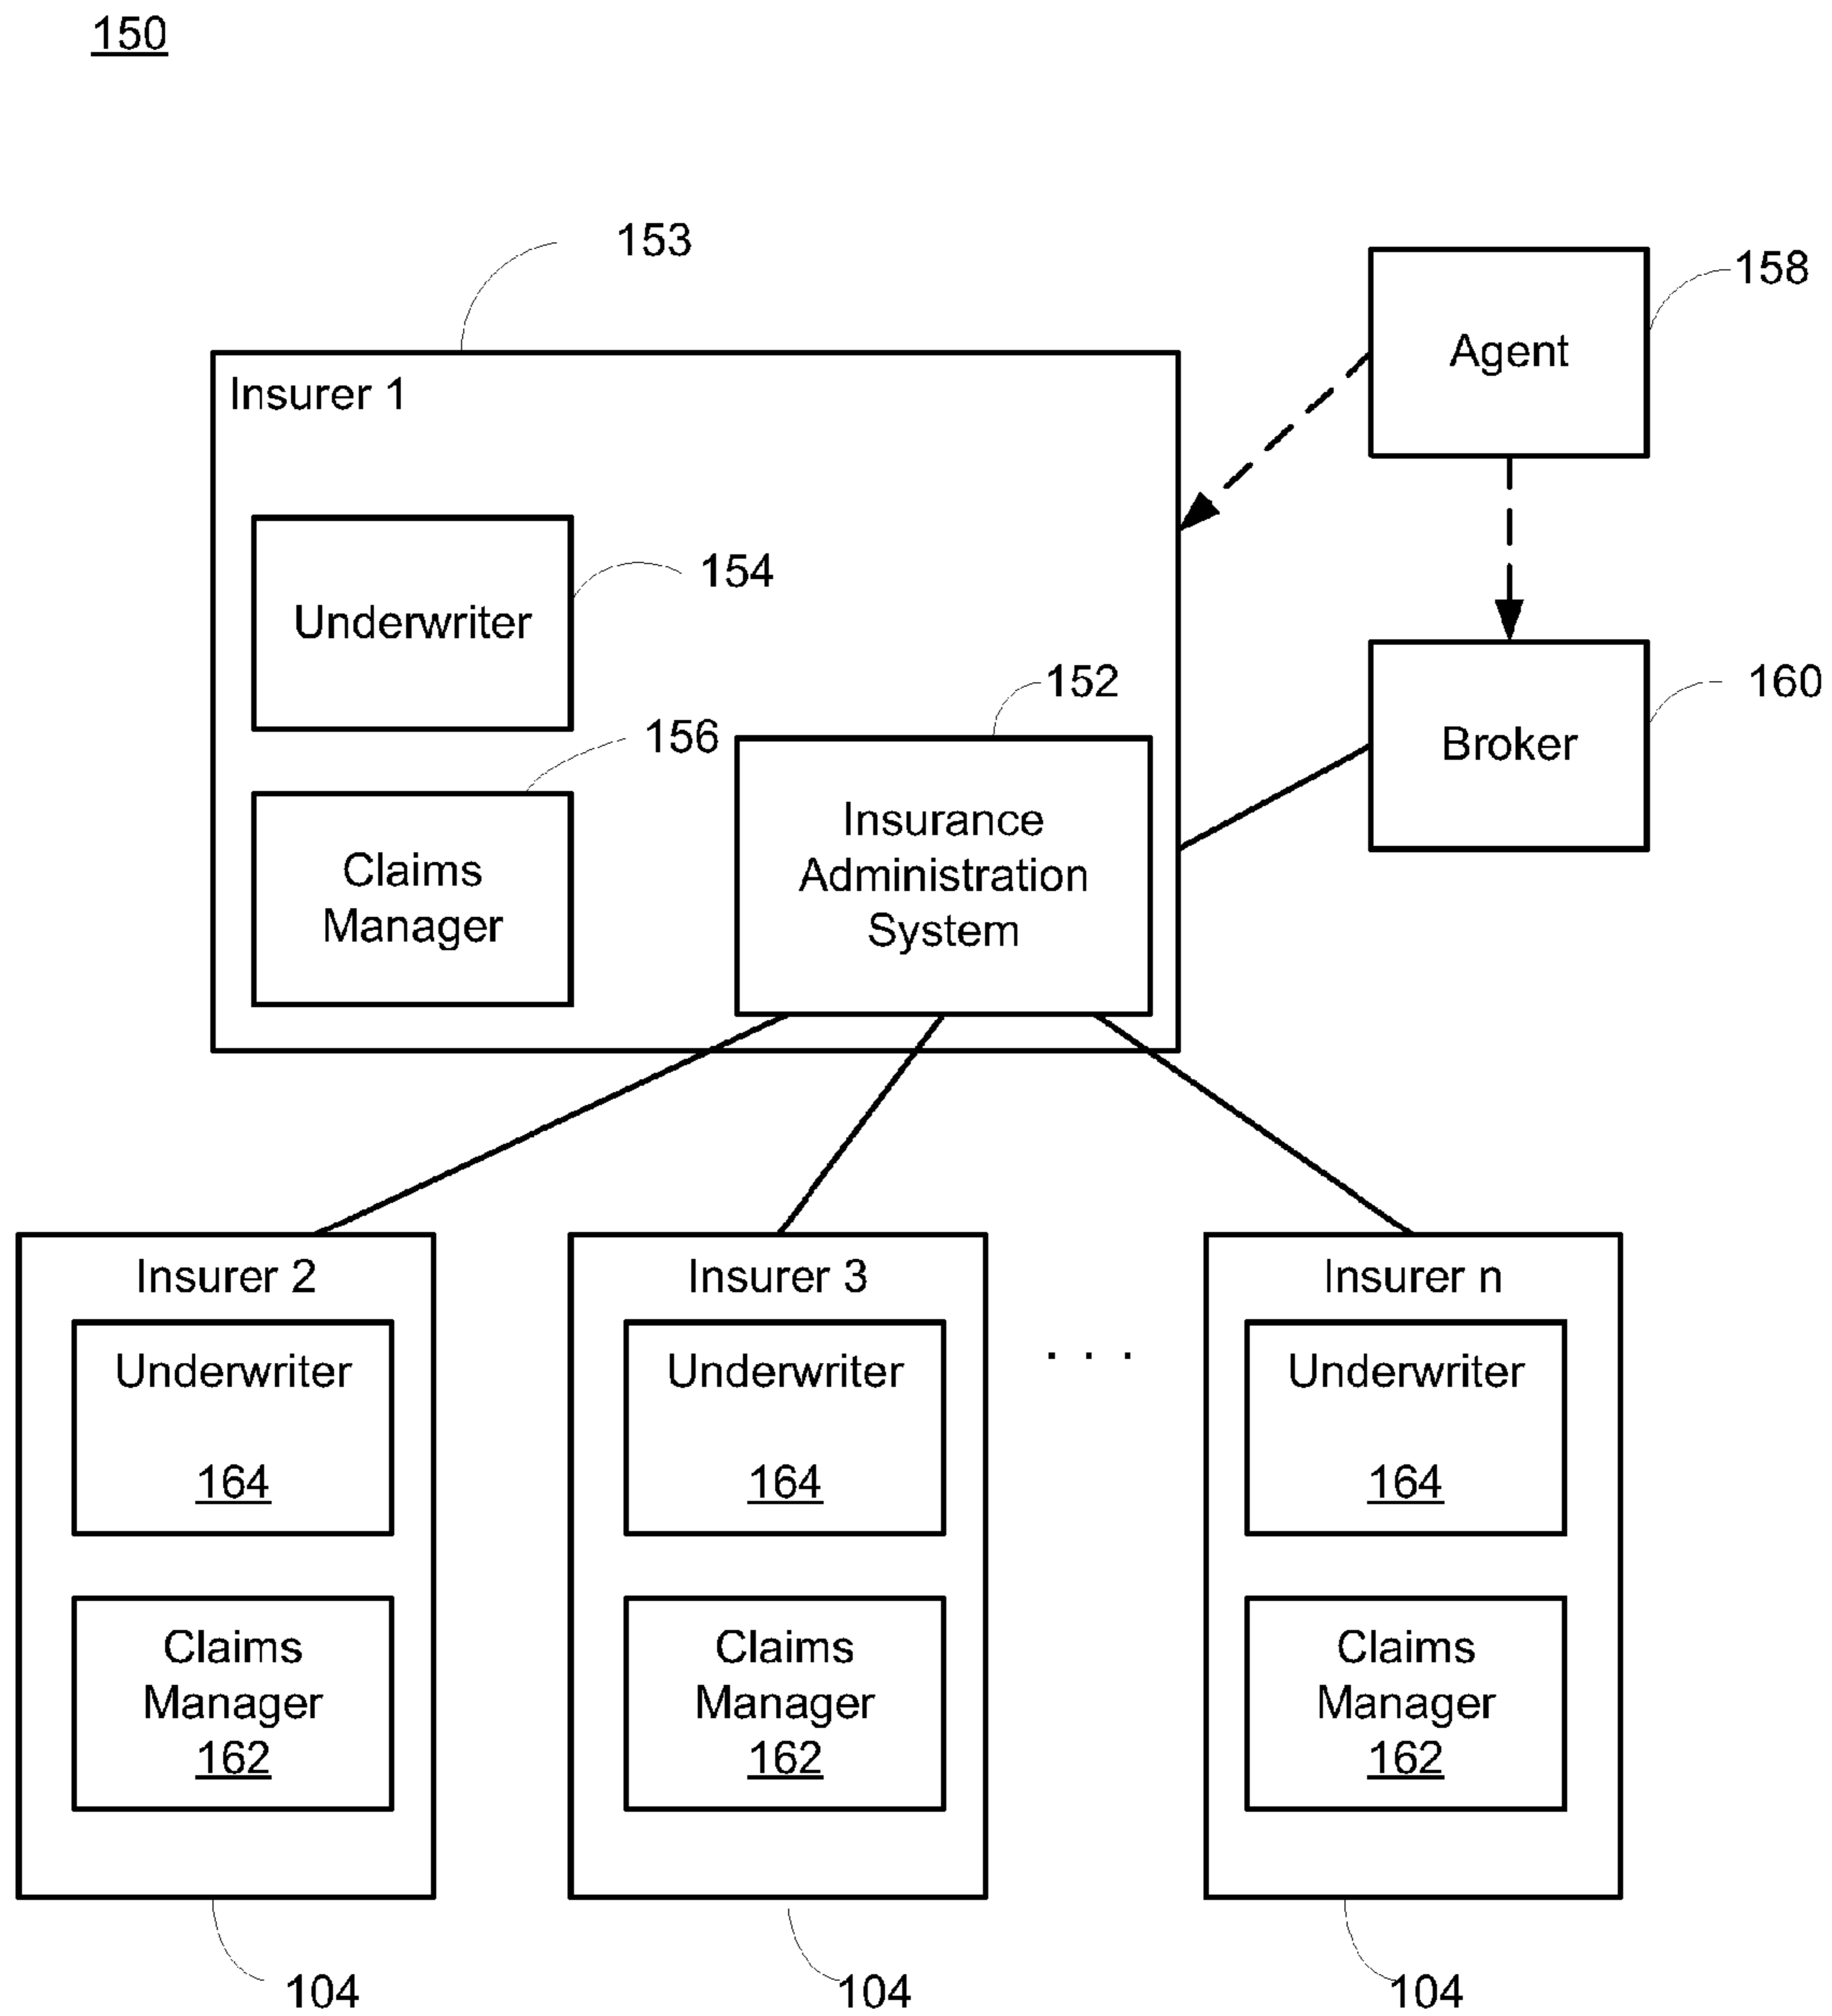 150
153
158
Insurer 1
Agent
154
Underwriter
152
160
156
Broker
Insurance
Administration
System
Claims
Manager
Insurer 2
Underwriter
164
Claims
Manager
162
104
Insurer 3
Underwriter
164
Claims
Manager
162
104
. . .
Insurer n
Underwriter
164
Claims
Manager
162
104